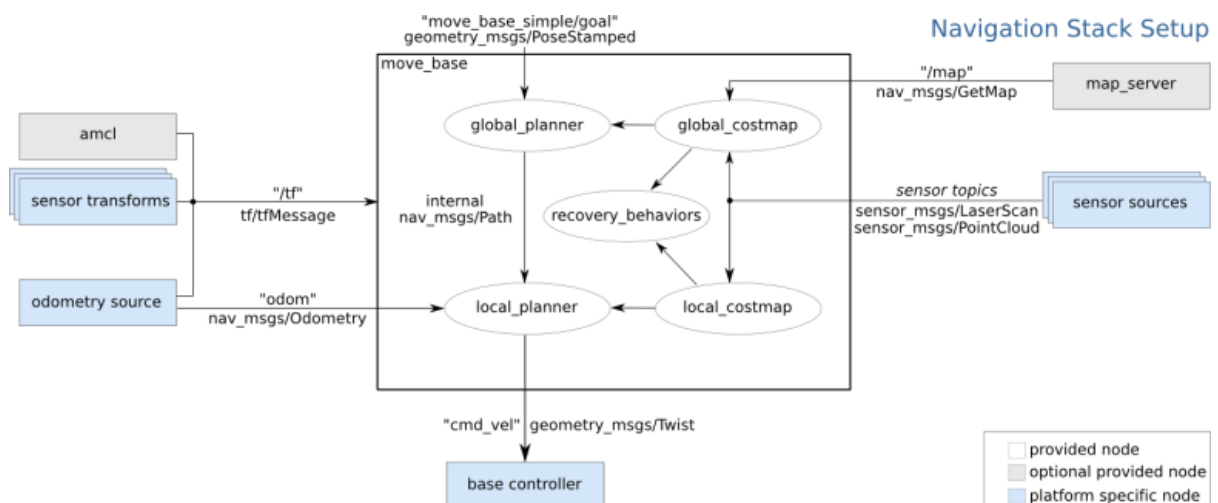 "move_base_simple/goal"
geometry_msgs/PoseStamped
Navigation Stack Setup
move_base
"/map"
nav_msgs/GetMap
map_server
global_planner
global_costmap
amcl
sensor transforms
"/tf"
tf/tfMessage
internal
nav_msgs/Path
recovery_behaviors
sensor topics
sensor_msgs/LaserScan
sensor_msgs/PointCloud
sensor sources
odometry source
"odom"
nav_msgs/Odometry
local_planner
local_costmap
"cmd_vel" geometry_msgs/Twist
base controller
provided node
optional provided node
platform specific node